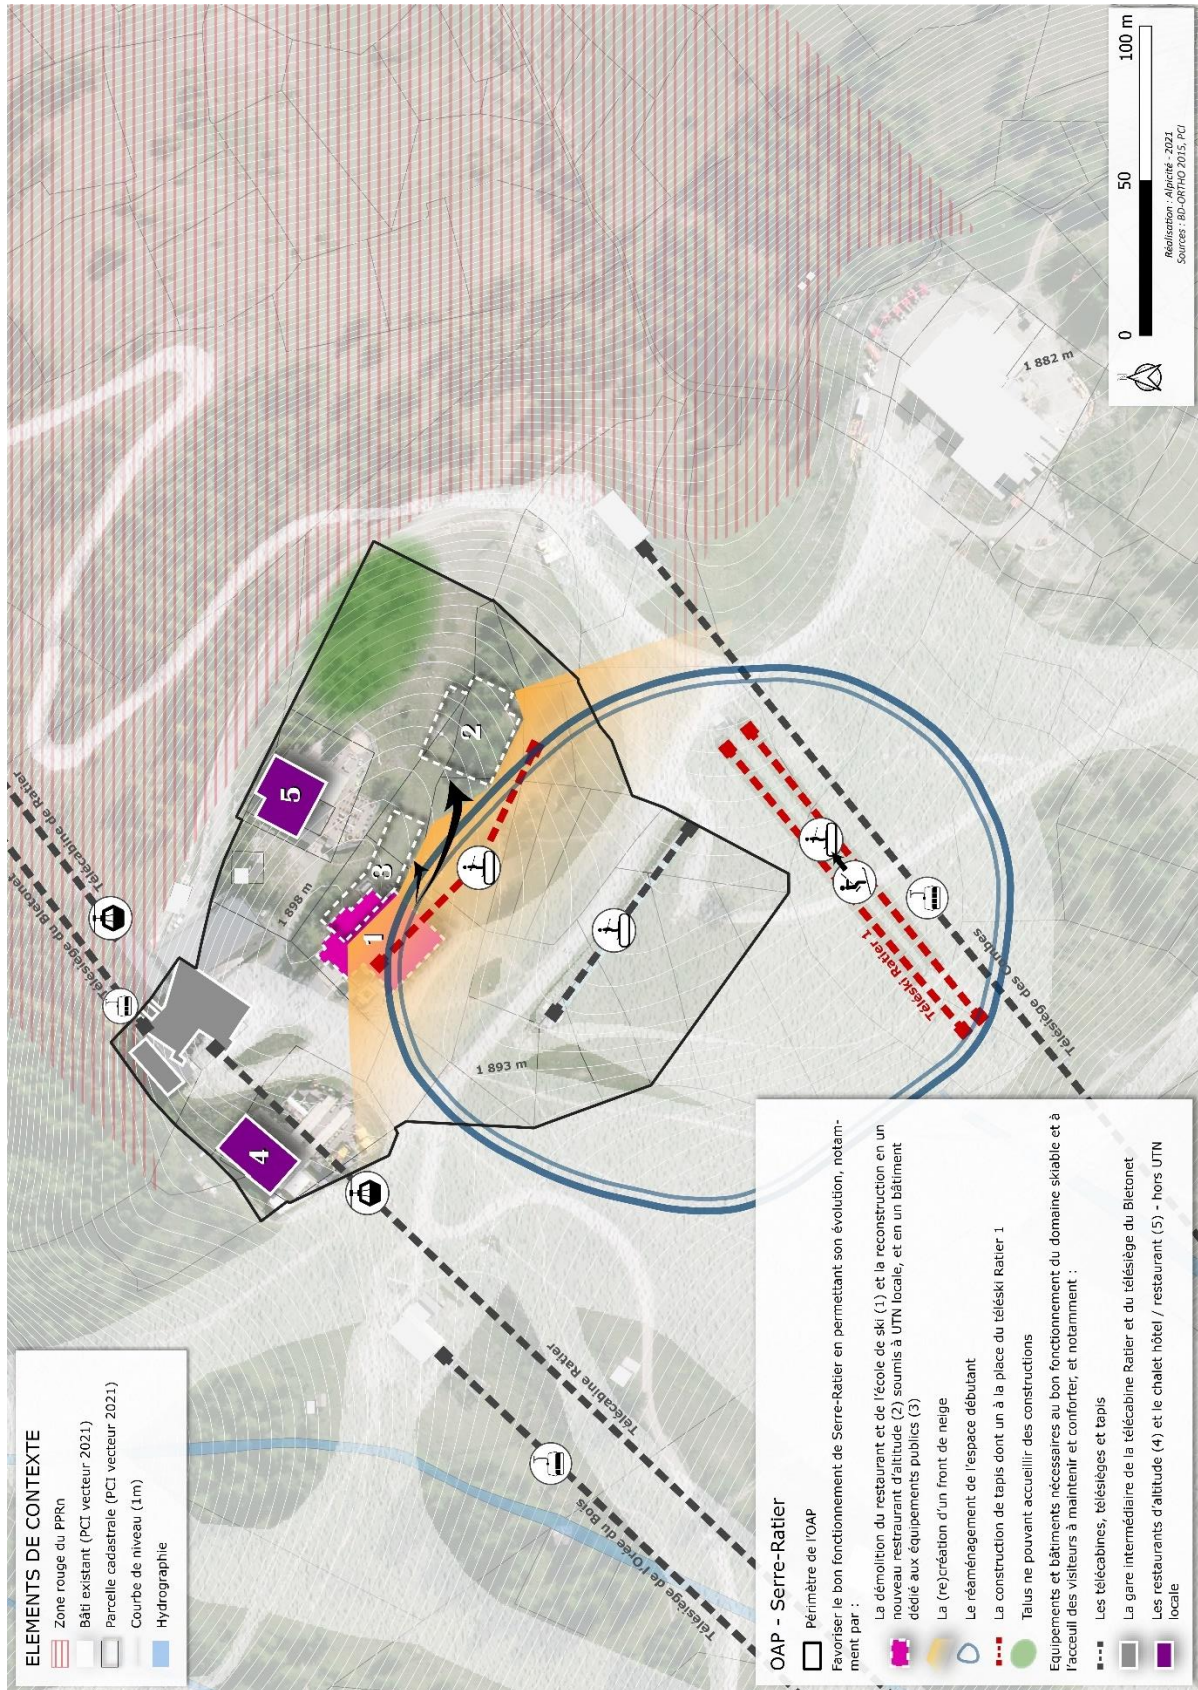 ELEMENTS DE CONTEXTE
Zone rouge du PPRn
Bâti existant (PCI vecteur 2021)
Parcelle cadastrale (PCI vecteur 2021)
Courbe de niveau (1m)
Hydrographie
Télésiège du Bletonet
Télécabine de Ratier
5
2
3
1
4
1 898 m
1 893 m
1 882 m
Téléski Ratier 1
Télésiège des Combes
Télécabine Ratier
Télésiège de l'Orée du Bois
OAP - Serre-Ratier
Périmètre de l'OAP
Favoriser le bon fonctionnement de Serre-Ratier en permettant son évolution, notam-
ment par :
La démolition du restaurant et de l'école de ski (1) et la reconstruction en un
nouveau restraurant d'altitude (2) soumis à UTN locale, et en un bâtiment
dédié aux équipements publics (3)
La (re)création d'un front de neige
Le réaménagement de l'espace débutant
La construction de tapis dont un à la place du téléski Ratier 1
Talus ne pouvant accueillir des constructions
Equipements et bâtiments nécessaires au bon fonctionnement du domaine skiable et à
l'acceuil des visiteurs à maintenir et conforter, et notamment :
Les télécabines, télésièges et tapis
La gare intermédiaire de la télécabine Ratier et du télésiège du Bletonet
Les restaurants d'altitude (4) et le chalet hôtel / restaurant (5) - hors UTN
locale
N
0 50 100 m
Réalisation : Alpicité - 2021
Sources : BD-ORTHO 2015, PCI